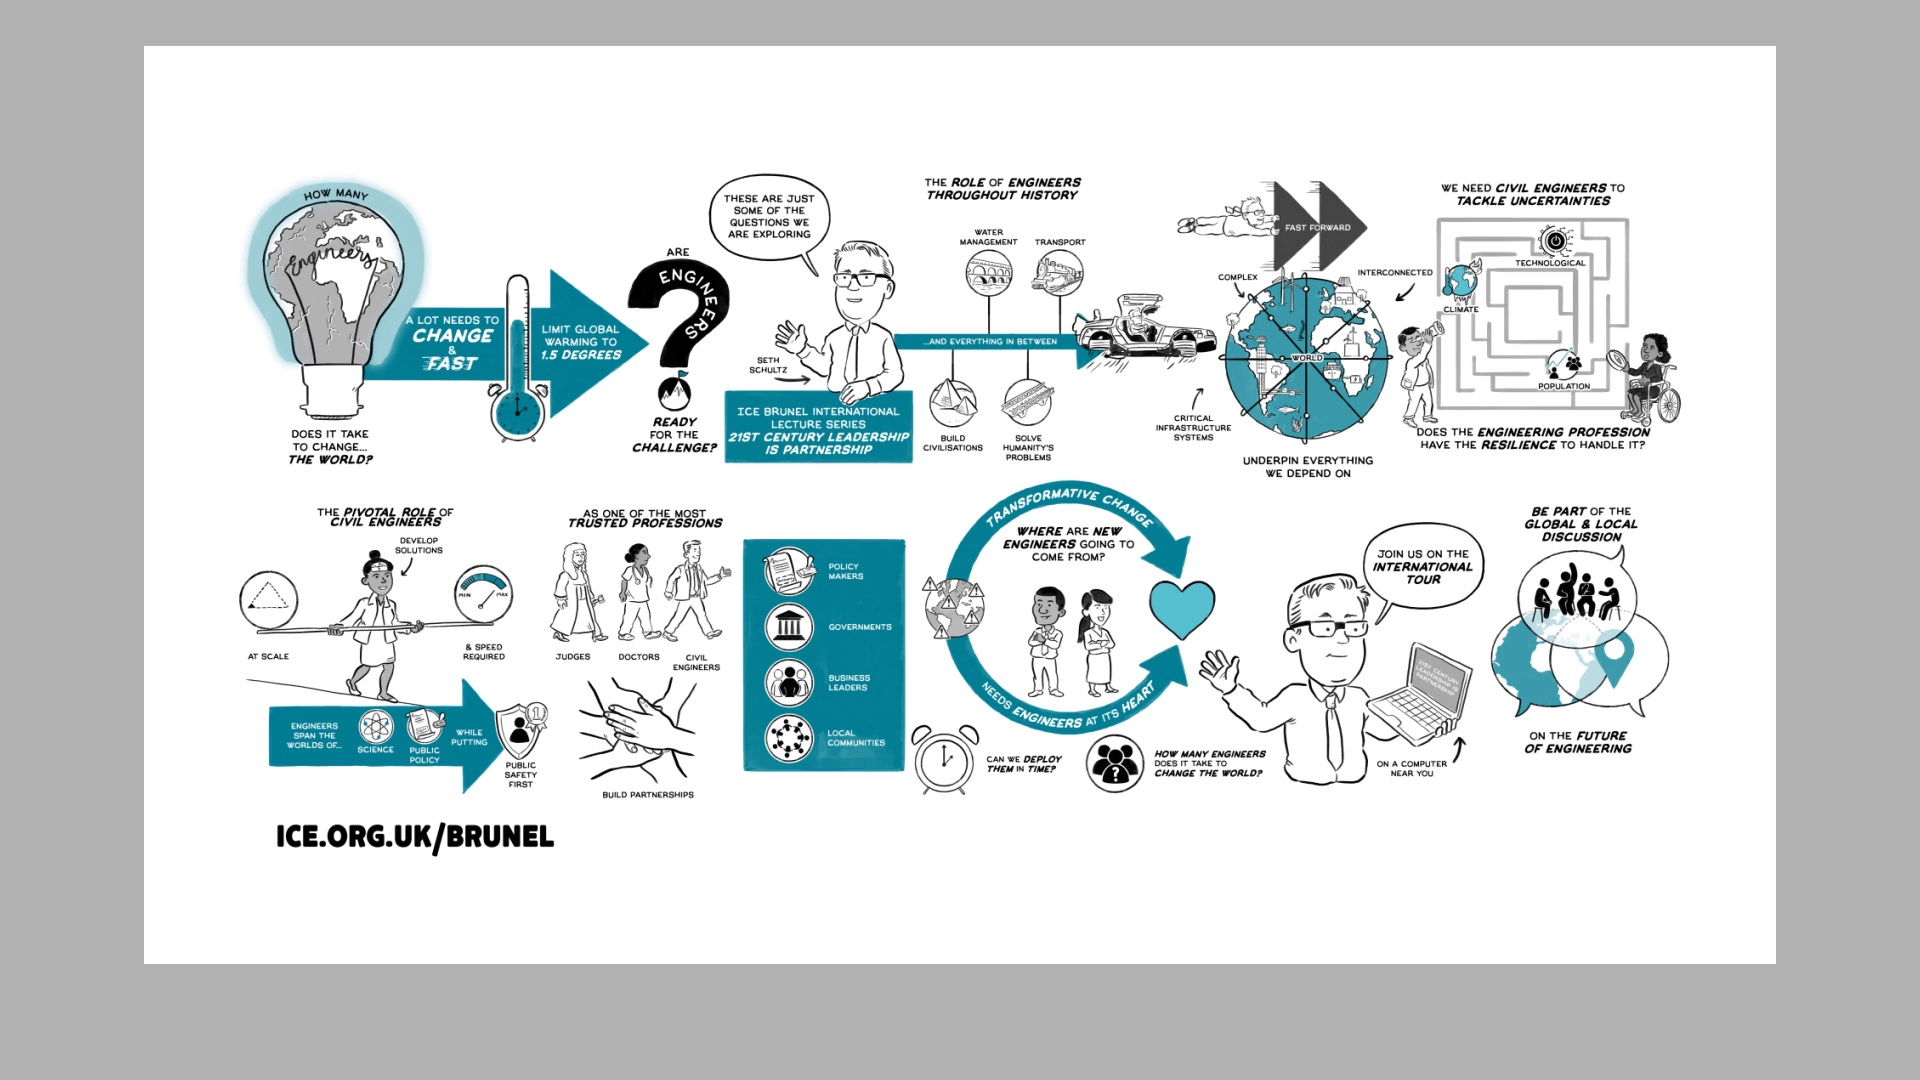 HOW MANY
Engineers
DOES IT TAKE
TO CHANGE...
THE WORLD?
A LOT NEEDS TO
CHANGE
&
FAST
LIMIT GLOBAL
WARMING TO
1.5 DEGREES
ARE
ENGINEERS
READY
FOR THE
CHALLENGE?
THESE ARE JUST
SOME OF THE
QUESTIONS WE
ARE EXPLORING
SETH
SCHULTZ
ICE BRUNEL INTERNATIONAL
LECTURE SERIES
21ST CENTURY LEADERSHIP
IS PARTNERSHIP
THE ROLE OF ENGINEERS
THROUGHOUT HISTORY
WATER
MANAGEMENT
TRANSPORT
...AND EVERYTHING IN BETWEEN
BUILD
CIVILISATIONS
SOLVE
HUMANITY'S
PROBLEMS
FAST FORWARD
COMPLEX
INTERCONNECTED
WORLD
CRITICAL
INFRASTRUCTURE
SYSTEMS
UNDERPIN EVERYTHING
WE DEPEND ON
WE NEED CIVIL ENGINEERS TO
TACKLE UNCERTAINTIES
TECHNOLOGICAL
CLIMATE
POPULATION
DOES THE ENGINEERING PROFESSION
HAVE THE RESILIENCE TO HANDLE IT?
THE PIVOTAL ROLE OF
CIVIL ENGINEERS
DEVELOP
SOLUTIONS
MIN
MAX
AT SCALE
& SPEED
REQUIRED
ENGINEERS
SPAN THE
WORLDS OF...
SCIENCE
PUBLIC
POLICY
WHILE
PUTTING
1
PUBLIC
SAFETY
FIRST
AS ONE OF THE MOST
TRUSTED PROFESSIONS
JUDGES
DOCTORS
CIVIL
ENGINEERS
BUILD PARTNERSHIPS
POLICY
MAKERS
GOVERNMENTS
BUSINESS
LEADERS
LOCAL
COMMUNITIES
TRANSFORMATIVE CHANGE
WHERE ARE NEW
ENGINEERS GOING TO
COME FROM?
NEEDS ENGINEERS AT ITS HEART
CAN WE DEPLOY
THEM IN TIME?
?
HOW MANY ENGINEERS
DOES IT TAKE TO
CHANGE THE WORLD?
JOIN US ON THE
INTERNATIONAL
TOUR
21ST CENTURY
LEADERSHIP IS
PARTNERSHIP
ON A COMPUTER
NEAR YOU
BE PART OF THE
GLOBAL & LOCAL
DISCUSSION
ON THE FUTURE
OF ENGINEERING
ICE.ORG.UK/BRUNEL